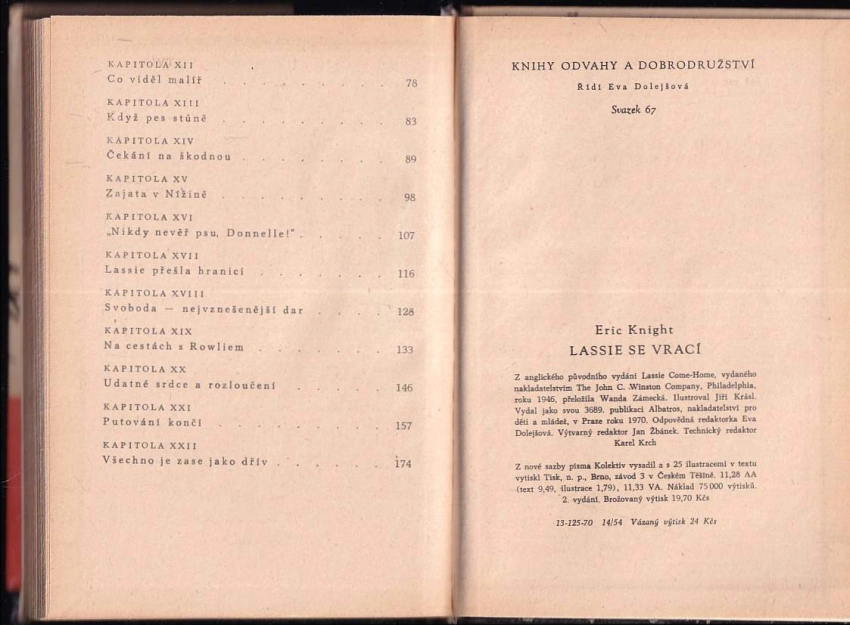 KAPITOLA XII
Co viděl malíř . . . . . . . . 78
KAPITOLA XIII
Když pes stůně . . . . . . . . 83
KAPITOLA XIV
Čekání na škodnou . . . . . . . 89
KAPITOLA XV
Zajata v Nížině . . . . . . . . 98
KAPITOLA XVI
„Nikdy nevěř psu, Donnelle!" . . . . . 107
KAPITOLA XVII
Lassie přešla hranici . . . . . . 116
KAPITOLA XVIII
Svoboda — nejvznešenější dar . . . . 128
KAPITOLA XIX
Na cestách s Rowliem . . . . . . 133
KAPITOLA XX
Udatné srdce a rozloučení . . . . . 146
KAPITOLA XXI
Putování končí . . . . . . . . 157
KAPITOLA XXII
Všechno je zase jako dřív . . . . . . 174
KNIHY ODVAHY A DOBRODRUŽSTVÍ
Řídí Eva Dolejšová
Svazek 67
Eric Knight
LASSIE SE VRACÍ
Z anglického původního vydání Lassie Come-Home, vydaného
nakladatelstvím The John C. Winston Company, Philadelphia,
roku 1946, přeložila Wanda Zámecká. Ilustroval Jiří Krásl.
Vydal jako svou 3689. publikaci Albatros, nakladatelství pro
děti a mládež, v Praze roku 1970. Odpovědná redaktorka Eva
Dolejšová. Výtvarný redaktor Jan Žbánek. Technický redaktor
Karel Krch
Z nové sazby písma Kolektiv vysadil a s 25 ilustracemi v textu
vytiskl Tisk, n. p., Brno, závod 3 v Českém Těšíně. 11,28 AA
(text 9,49, ilustrace 1,79), 11,33 VA. Náklad 75 000 výtisků.
2. vydání. Brožovaný výtisk 19,70 Kčs
13-125-70 14/54 Vázaný výtisk 24 Kčs